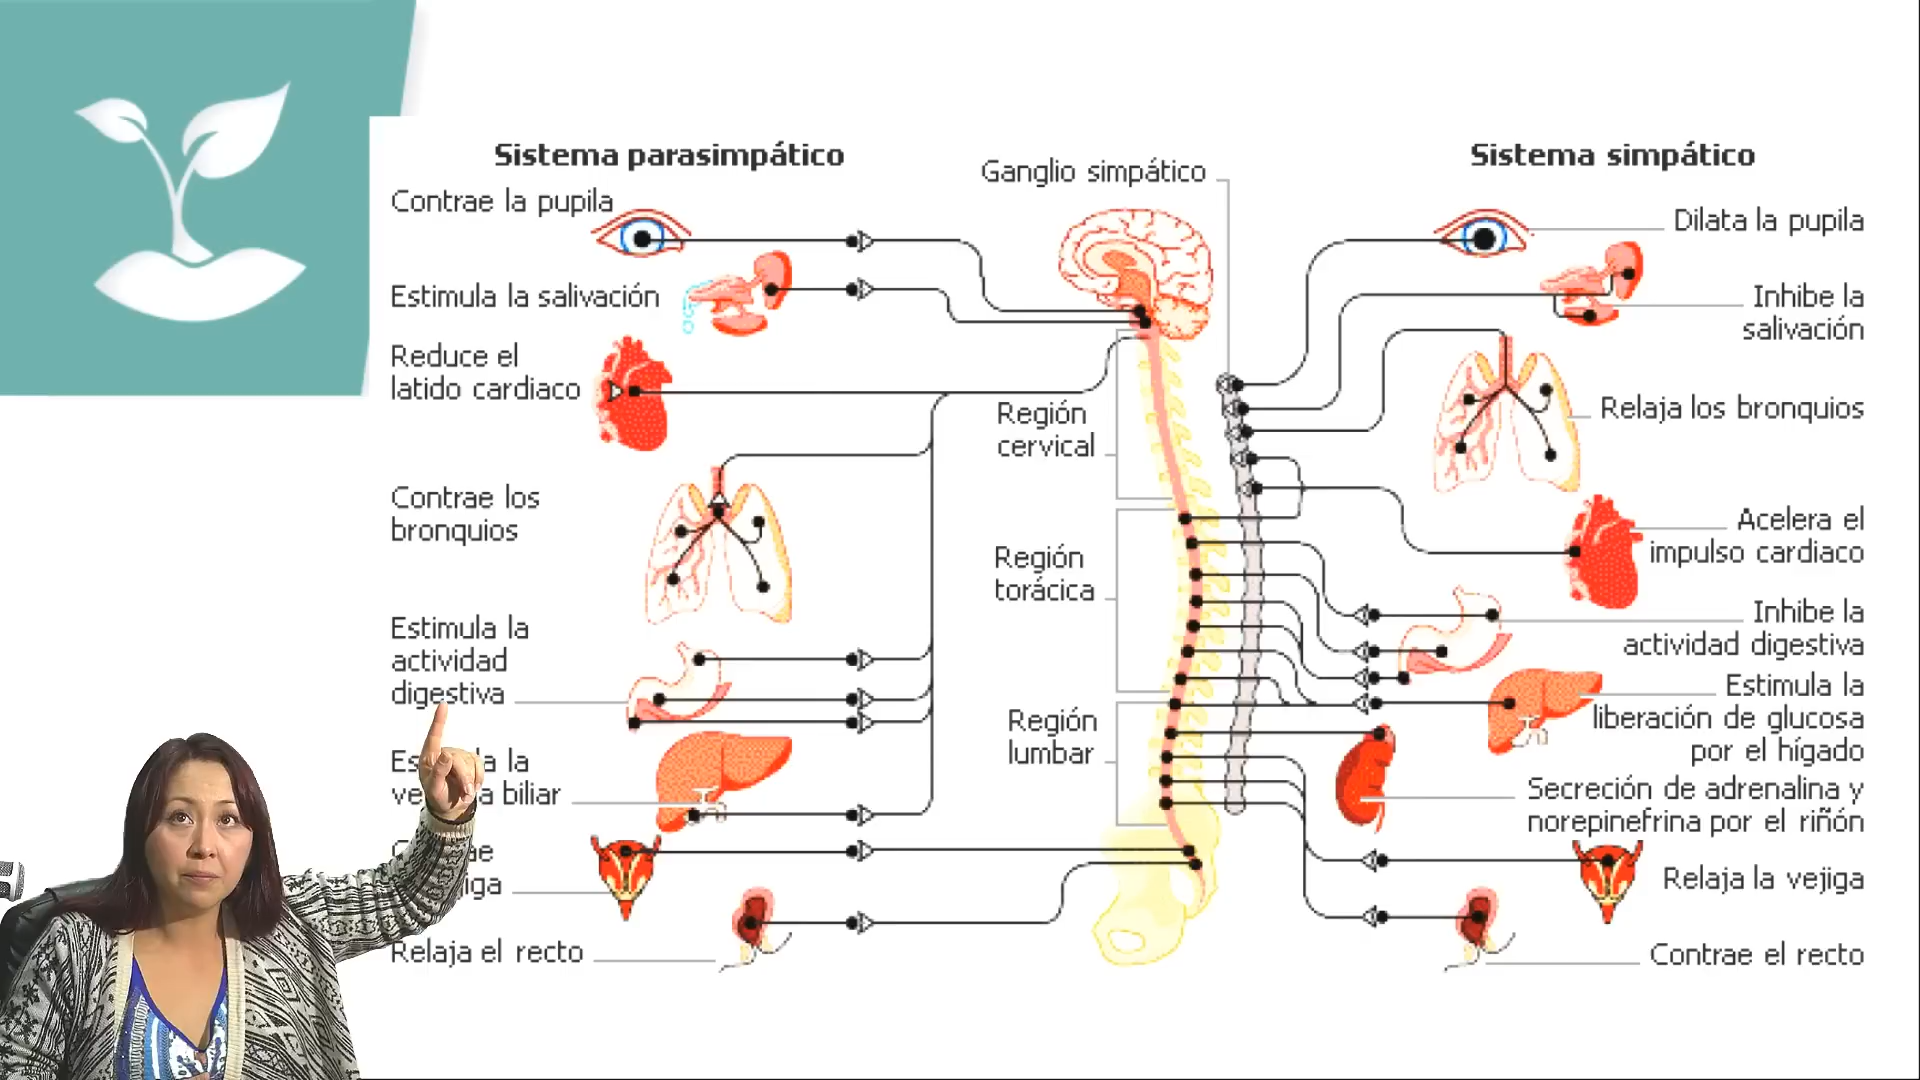 Sistema parasimpático
Contrae la pupila
Estimula la salivación
Reduce el
latido cardiaco
Contrae los
bronquios
Estimula la
actividad
digestiva
la
biliar
Relaja el recto
Ganglio simpático
Región
cervical
Región
torácica
Región
lumbar
Sistema simpático
Dilata la pupila
Inhibe la
salivación
Relaja los bronquios
Acelera el
impulso cardiaco
Inhibe la
actividad digestiva
Estimula la
liberación de glucosa
por el hígado
Secreción de adrenalina y
norepinefrina por el riñón
Relaja la vejiga
Contrae el recto